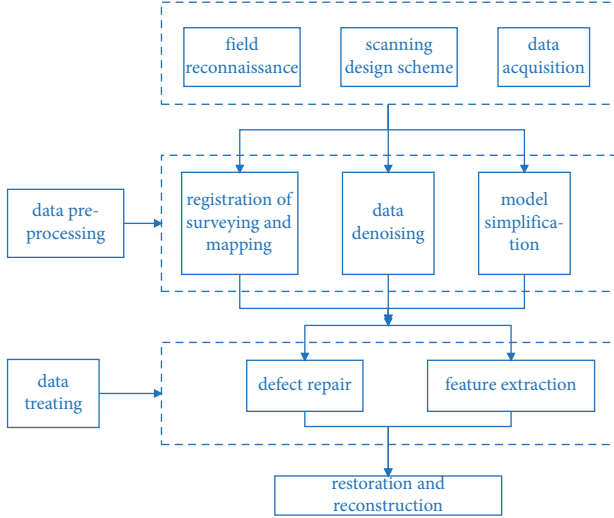 field
reconnaissance
scanning
design scheme
data
acquisition
data pre-
processing
registration of
surveying and
mapping
data
denoising
model
simplifica-
tion
data
treating
defect repair
feature extraction
restoration and
reconstruction